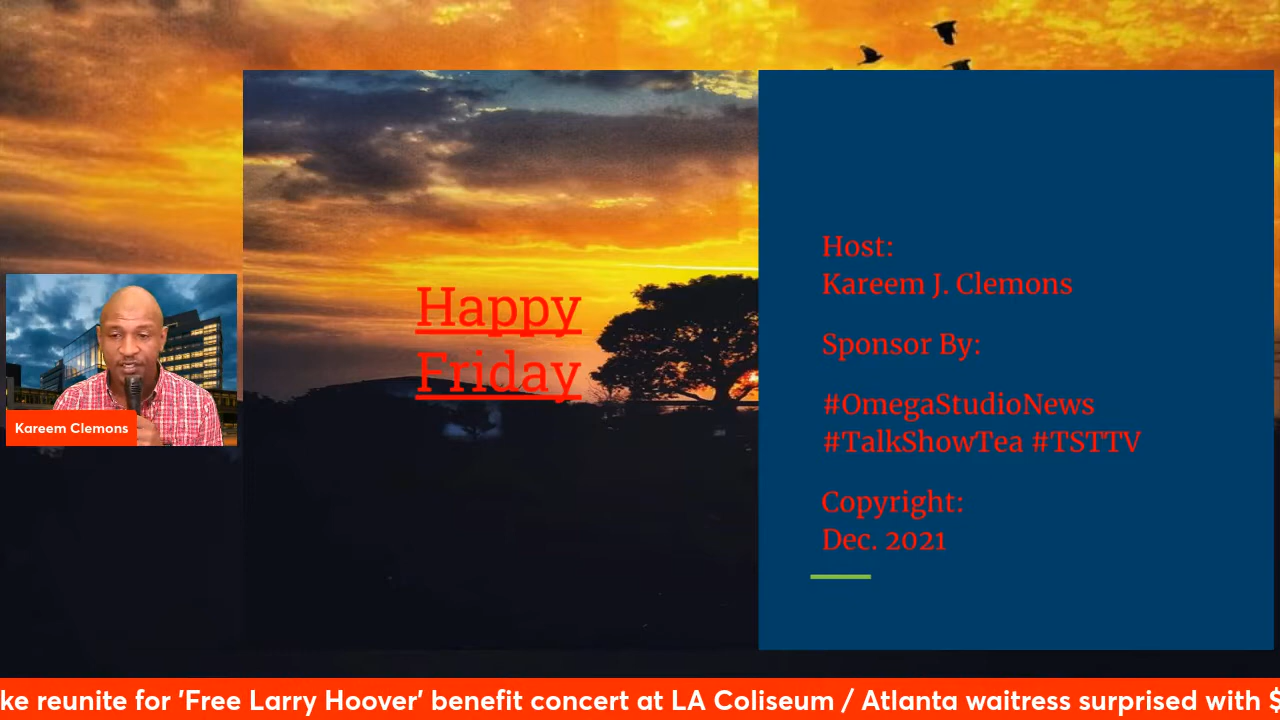 Happy
Friday
Host:
Kareem J. Clemons
Sponsor By:
#OmegaStudioNews
#TalkShowTea #TSTTV
Copyright:
Dec. 2021
Kareem Clemons
ke reunite for 'Free Larry Hoover' benefit concert at LA Coliseum / Atlanta waitress surprised with $